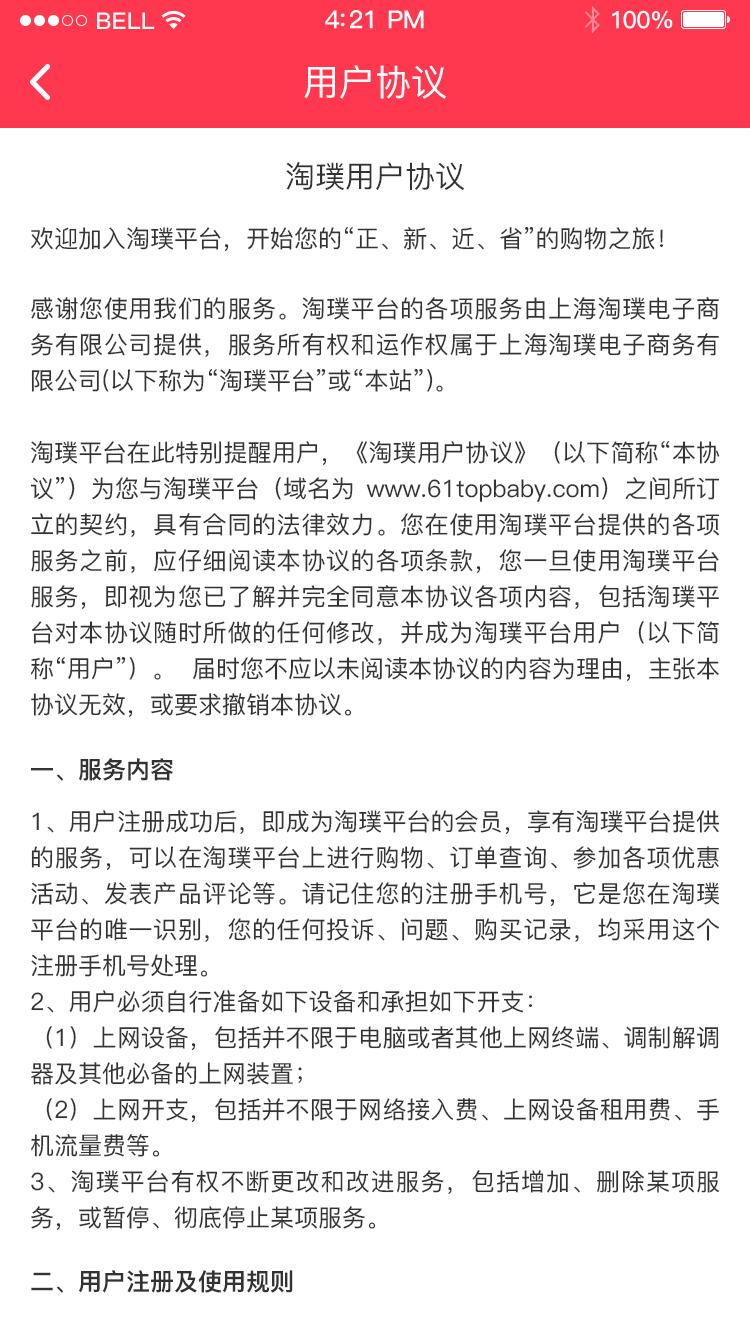 BELL 4:21 PM 100%
用户协议
淘璞用户协议
欢迎加入淘璞平台，开始您的“正、新、近、省”的购物之旅！
感谢您使用我们的服务。淘璞平台的各项服务由上海淘璞电子商
务有限公司提供，服务所有权和运作权属于上海淘璞电子商务有
限公司(以下称为“淘璞平台”或“本站”)。
淘璞平台在此特别提醒用户，《淘璞用户协议》（以下简称“本协
议”）为您与淘璞平台（域名为 www.61topbaby.com）之间所订
立的契约，具有合同的法律效力。您在使用淘璞平台提供的各项
服务之前，应仔细阅读本协议的各项条款，您一旦使用淘璞平台
服务，即视为您已了解并完全同意本协议各项内容，包括淘璞平
台对本协议随时所做的任何修改，并成为淘璞平台用户（以下简
称“用户”）。 届时您不应以未阅读本协议的内容为理由，主张本
协议无效，或要求撤销本协议。
一、服务内容
1、用户注册成功后，即成为淘璞平台的会员，享有淘璞平台提供
的服务，可以在淘璞平台上进行购物、订单查询、参加各项优惠
活动、发表产品评论等。请记住您的注册手机号，它是您在淘璞
平台的唯一识别，您的任何投诉、问题、购买记录，均采用这个
注册手机号处理。
2、用户必须自行准备如下设备和承担如下开支：
（1）上网设备，包括并不限于电脑或者其他上网终端、调制解调
器及其他必备的上网装置；
（2）上网开支，包括并不限于网络接入费、上网设备租用费、手
机流量费等。
3、淘璞平台有权不断更改和改进服务，包括增加、删除某项服
务，或暂停、彻底停止某项服务。
二、用户注册及使用规则